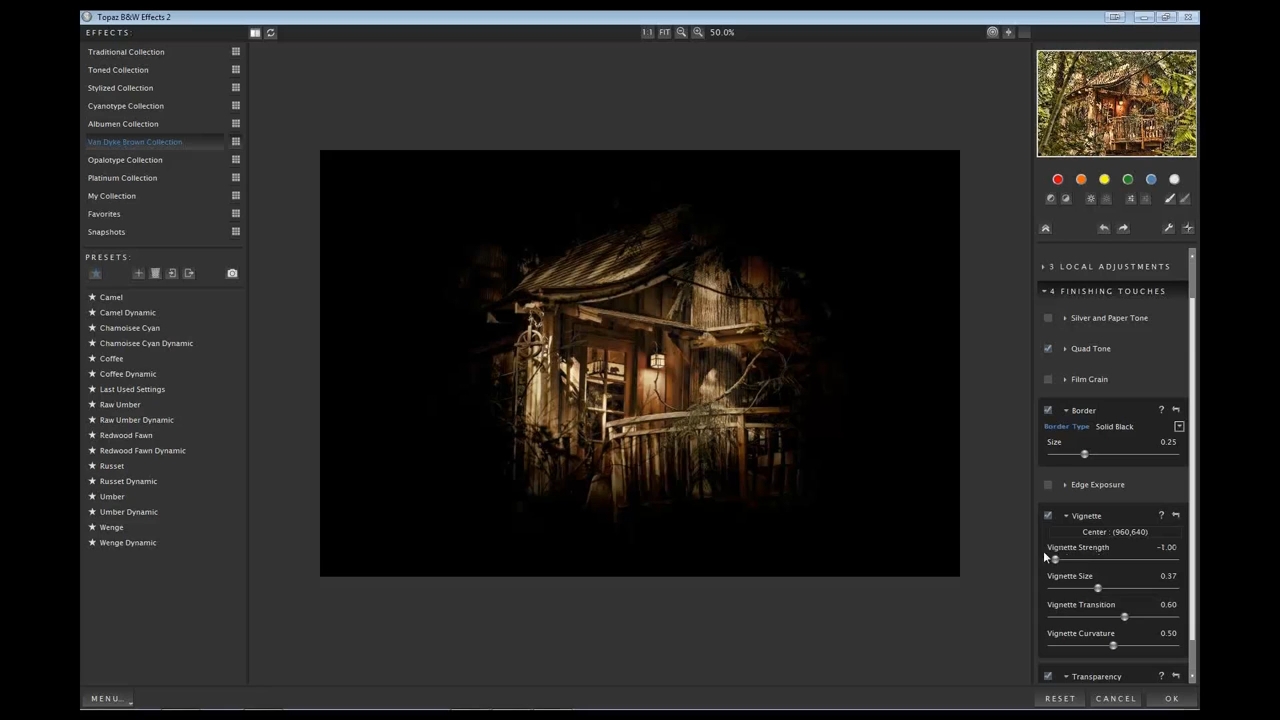 Topaz B&W Effects 2
EFFECTS:
50.0%
1:1 FIT
Traditional Collection
Toned Collection
Stylized Collection
Cyanotype Collection
Albumen Collection
Van Dyke Brown Collection
Opalotype Collection
Platinum Collection
My Collection
Favorites
Snapshots
PRESETS:
Camel
Camel Dynamic
Chamoisee Cyan
Chamoisee Cyan Dynamic
Coffee
Coffee Dynamic
Last Used Settings
Raw Umber
Raw Umber Dynamic
Redwood Fawn
Redwood Fawn Dynamic
Russet
Russet Dynamic
Umber
Umber Dynamic
Wenge
Wenge Dynamic
MENU...
3 LOCAL ADJUSTMENTS
4 FINISHING TOUCHES
Silver and Paper Tone
Quad Tone
Film Grain
Border ?
Border Type Solid Black
Size 0.25
Edge Exposure
Vignette ?
Center : (960,640)
Vignette Strength -1.00
Vignette Size 0.37
Vignette Transition 0.60
Vignette Curvature 0.50
Transparency ?
RESET CANCEL OK